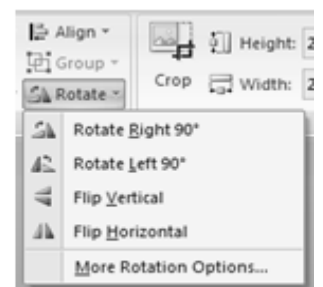 Align
Group
Rotate
Crop
Height: 2
Width: 2
Rotate Right 90°
Rotate Left 90°
Flip Vertical
Flip Horizontal
More Rotation Options...